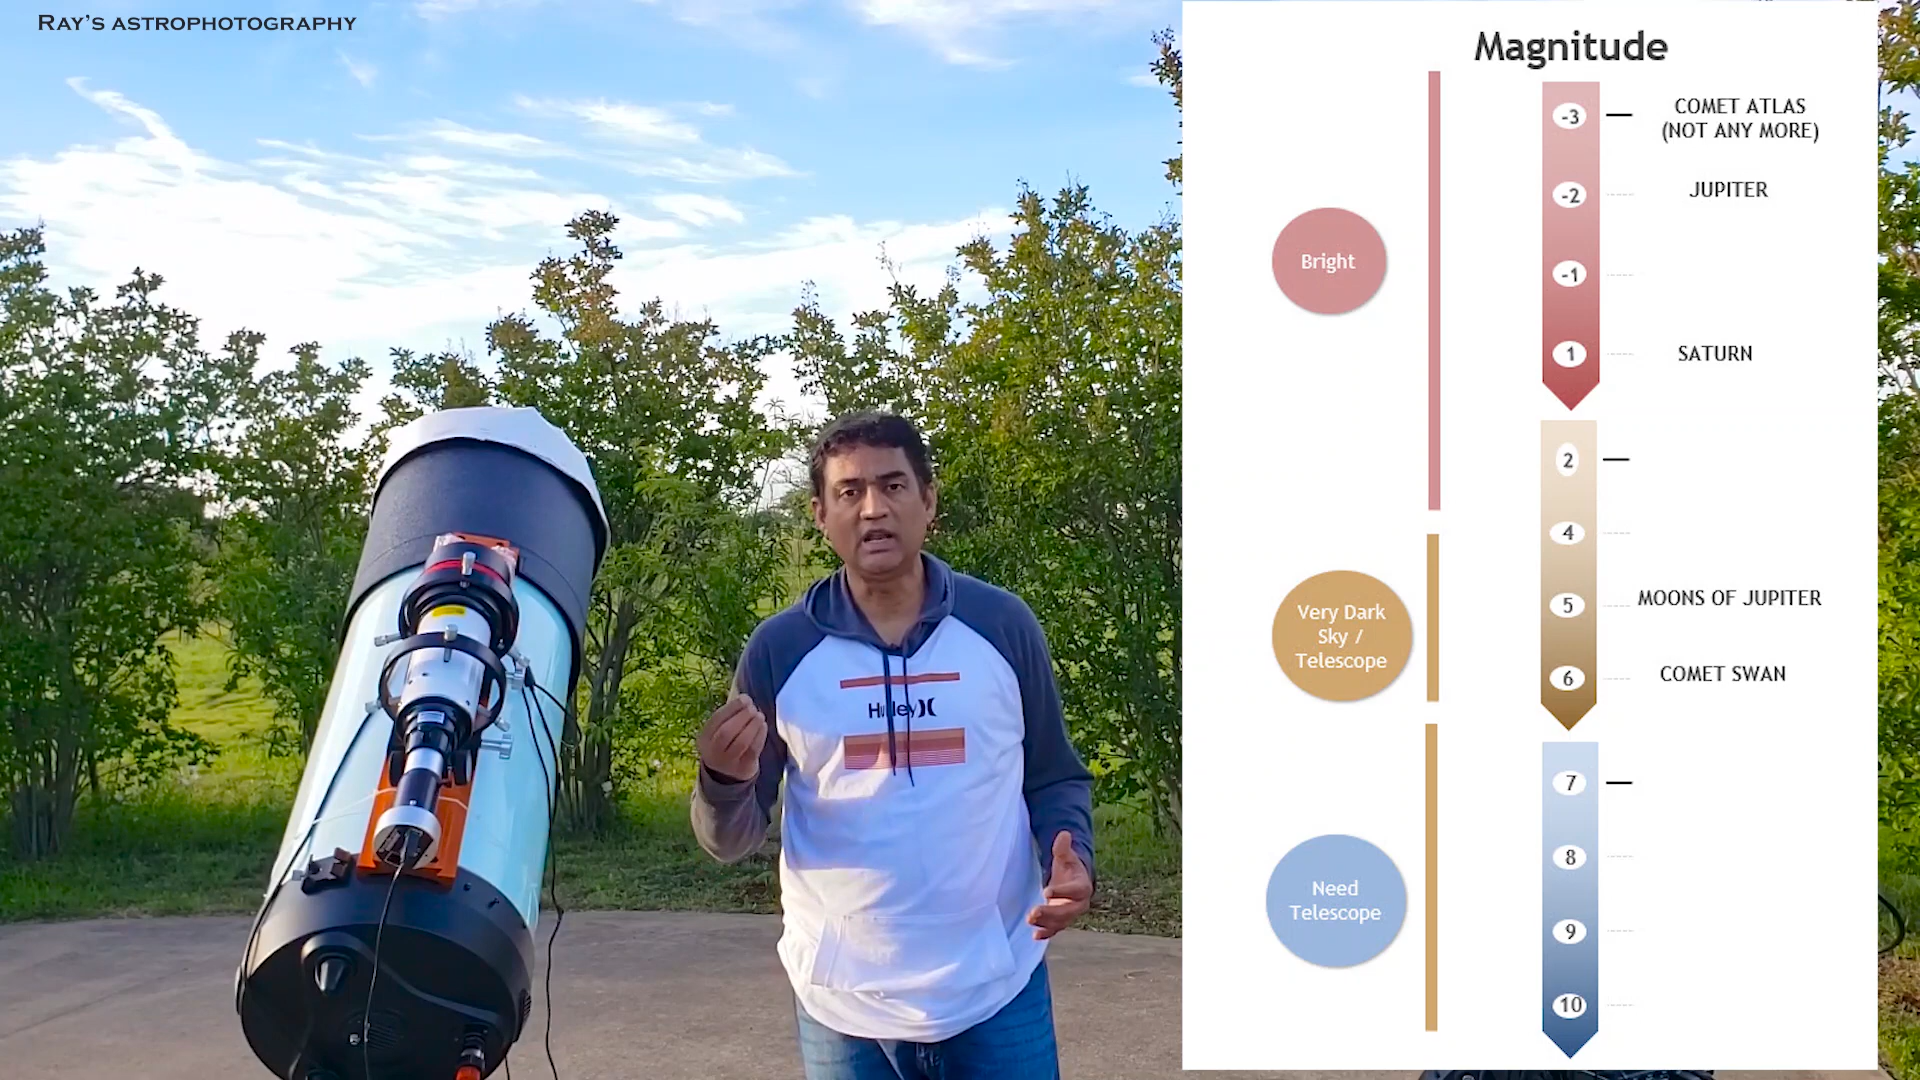 RAY'S ASTROPHOTOGRAPHY
Magnitude
-3
COMET ATLAS
(NOT ANY MORE)
-2
JUPITER
Bright
-1
1
SATURN
2
4
Very Dark
Sky /
Telescope
5
MOONS OF JUPITER
6
COMET SWAN
7
8
Need
Telescope
9
10
Hurley